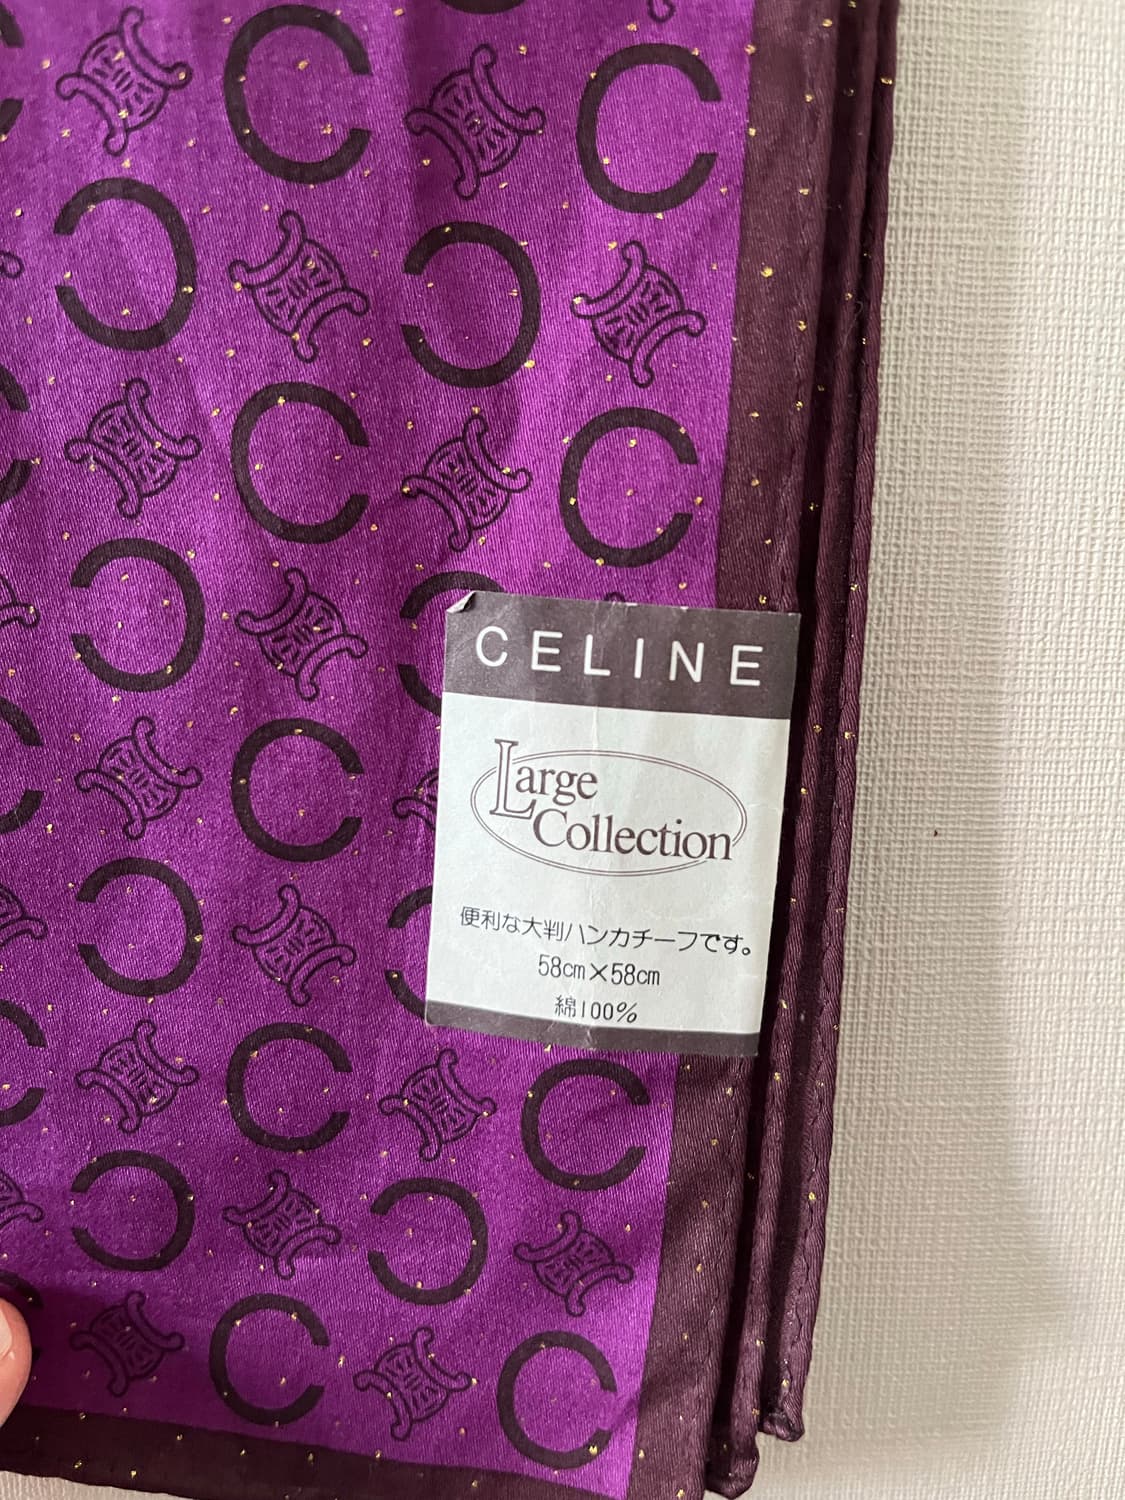 CELINE
Large
Collection
便利な大判ハンカチーフです。
58cm×58cm
綿100%